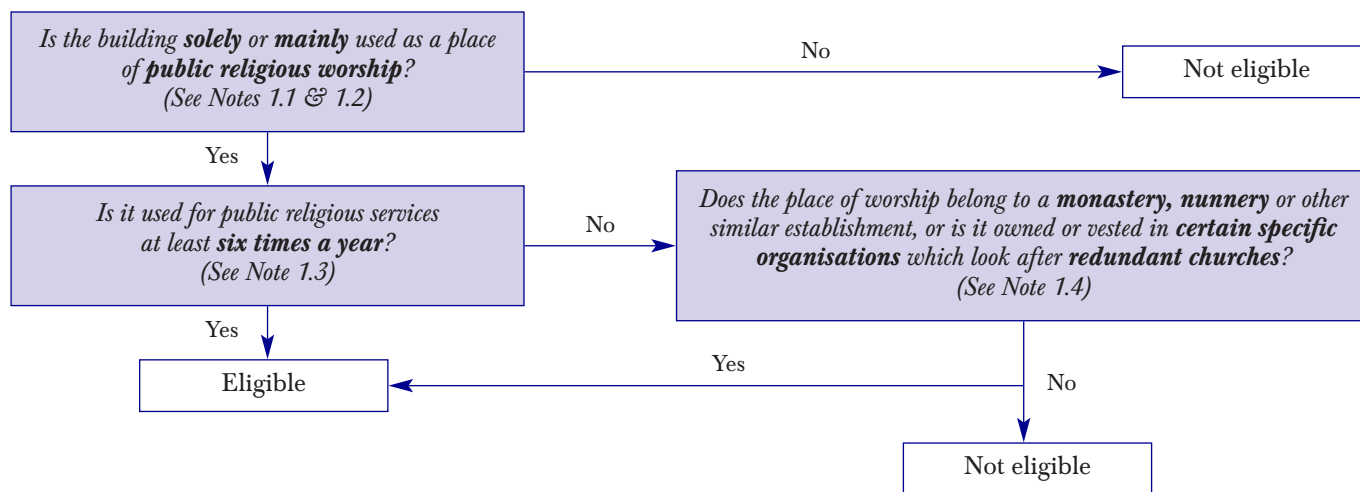 Is the building solely or mainly used as a place
of public religious worship?
(See Notes 1.1 & 1.2)
No
Not eligible
Yes
Is it used for public religious services
at least six times a year?
(See Note 1.3)
No
Does the place of worship belong to a monastery, nunnery or other
similar establishment, or is it owned or vested in certain specific
organisations which look after redundant churches?
(See Note 1.4)
Yes
Eligible
Yes
No
Not eligible